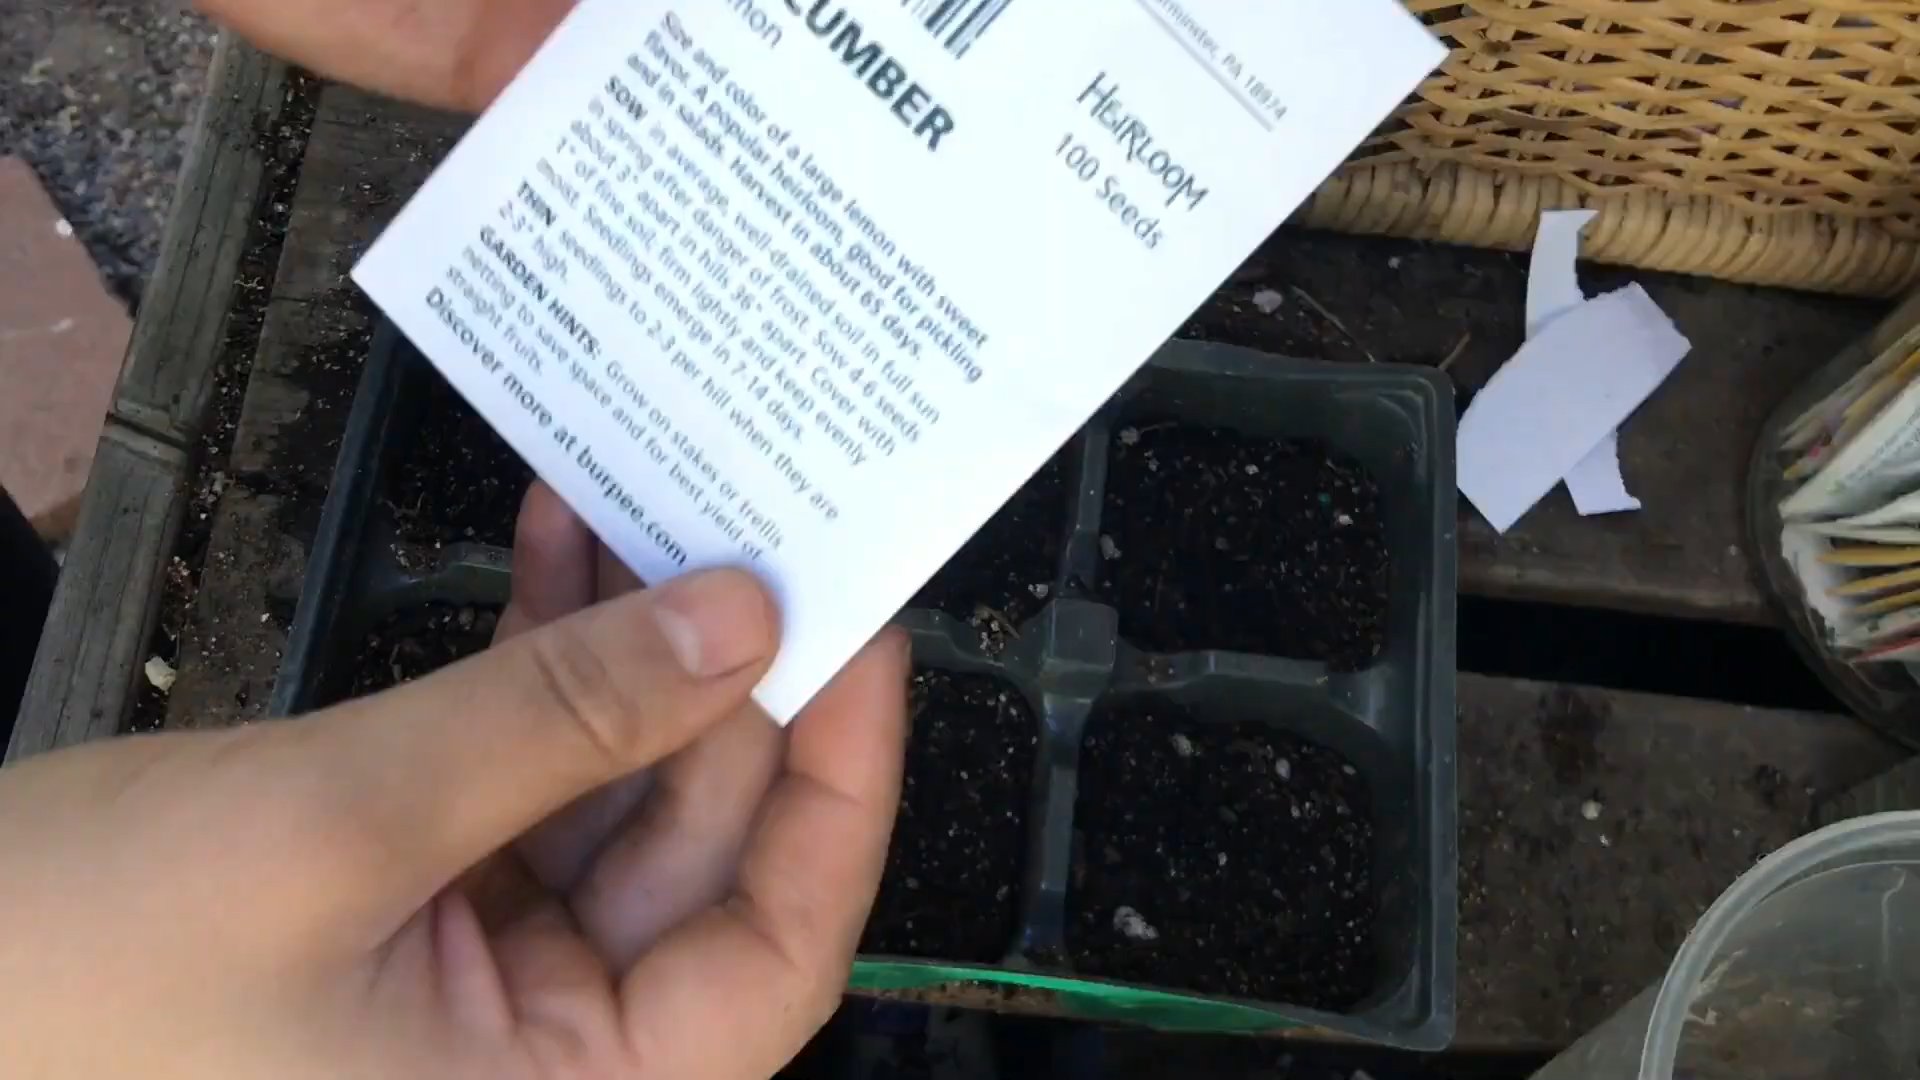 CUMBER
Size and color of a large lemon with sweet
flavor. A popular heirloom, good for pickling
and in salads. Harvest in about 65 days.
SOW in average, well-drained soil in full sun
in spring after danger of frost. Sow 4-6 seeds
about 3" apart in hills 36" apart. Cover with
1" of fine soil, firm lightly and keep evenly
moist. Seedlings emerge in 7-14 days.
THIN seedlings to 2-3 per hill when they are
2-3" high.
GARDEN HINTS: Grow on stakes or trellis
netting to save space and for best yield of
straight fruits.
Discover more at burpee.com
PA 18974
HEIRLOOM
100 Seeds